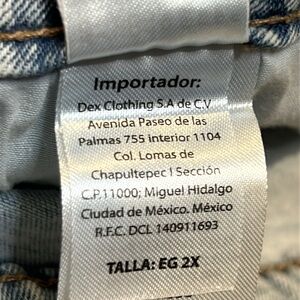 Importador:
Dex Clothing S.A de C.V
Avenida Paseo de las
Palmas 755 interior 1104
Col. Lomas de
Chapultepec I Sección
C.P.11000; Miguel Hidalgo
Ciudad de México. México
R.F.C. DCL 140911693
TALLA: EG 2X